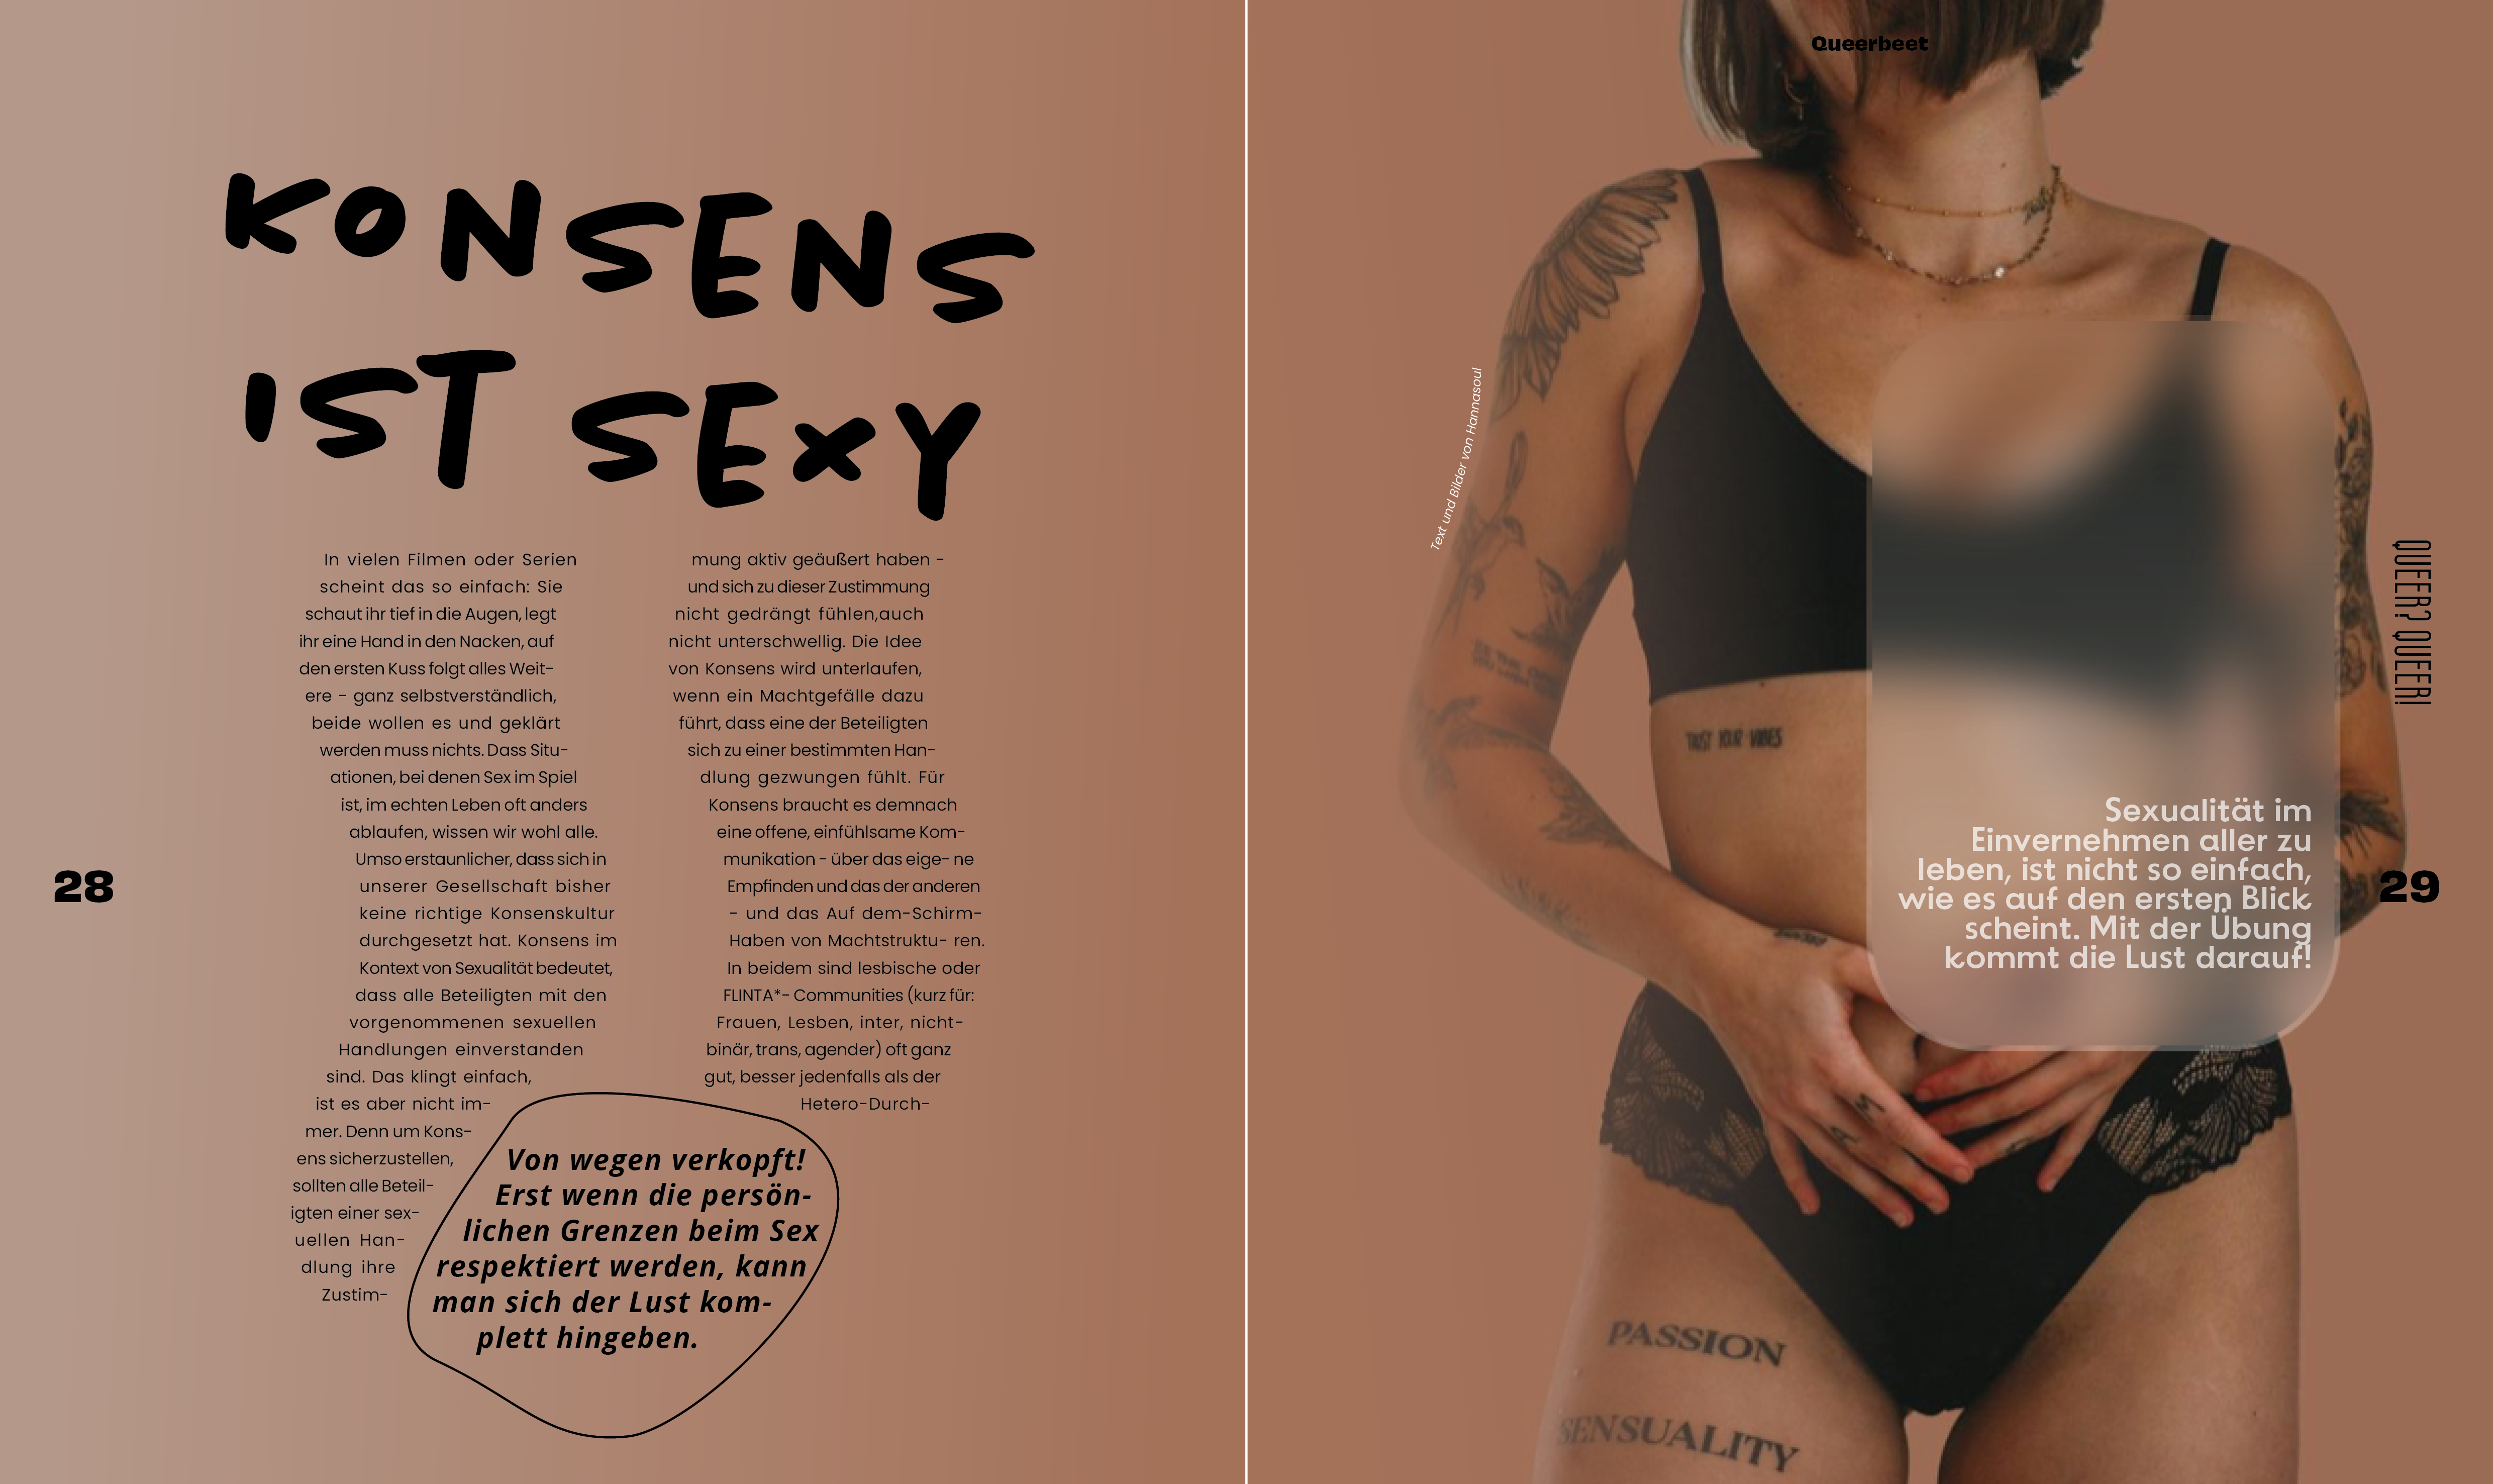 KONSENS
IST SEXY
In vielen Filmen oder Serien
scheint das so einfach: Sie
schaut ihr tief in die Augen, legt
ihr eine Hand in den Nacken, auf
den ersten Kuss folgt alles Weit-
ere - ganz selbstverständlich,
beide wollen es und geklärt
werden muss nichts. Dass Situ-
ationen, bei denen Sex im Spiel
ist, im echten Leben oft anders
ablaufen, wissen wir wohl alle.
Umso erstaunlicher, dass sich in
unserer Gesellschaft bisher
keine richtige Konsenskultur
durchgesetzt hat. Konsens im
Kontext von Sexualität bedeutet,
dass alle Beteiligten mit den
vorgenommenen sexuellen
Handlungen einverstanden
sind. Das klingt einfach,
ist es aber nicht im-
mer. Denn um Kons-
ens sicherzustellen,
sollten alle Beteil-
igten einer sex-
uellen Han-
dlung ihre
Zustim-
mung aktiv geäußert haben -
und sich zu dieser Zustimmung
nicht gedrängt fühlen,auch
nicht unterschwellig. Die Idee
von Konsens wird unterlaufen,
wenn ein Machtgefälle dazu
führt, dass eine der Beteiligten
sich zu einer bestimmten Han-
dlung gezwungen fühlt. Für
Konsens braucht es demnach
eine offene, einfühlsame Kom-
munikation - über das eige- ne
Empfinden und das der anderen
- und das Auf dem-Schirm-
Haben von Machtstruktu- ren.
In beidem sind lesbische oder
FLINTA*- Communities (kurz für:
Frauen, Lesben, inter, nicht-
binär, trans, agender) oft ganz
gut, besser jedenfalls als der
Hetero-Durch-
Von wegen verkopft!
Erst wenn die persön-
lichen Grenzen beim Sex
respektiert werden, kann
man sich der Lust kom-
plett hingeben.
28
Queerbeet
Text und Bilder von Hannasoul
QUEER? QUEER!
TRUST YOUR VIBES
Sexualität im
Einvernehmen aller zu
leben, ist nicht so einfach,
wie es auf den ersten Blick
scheint. Mit der Übung
kommt die Lust darauf!
29
PASSION
SENSUALITY